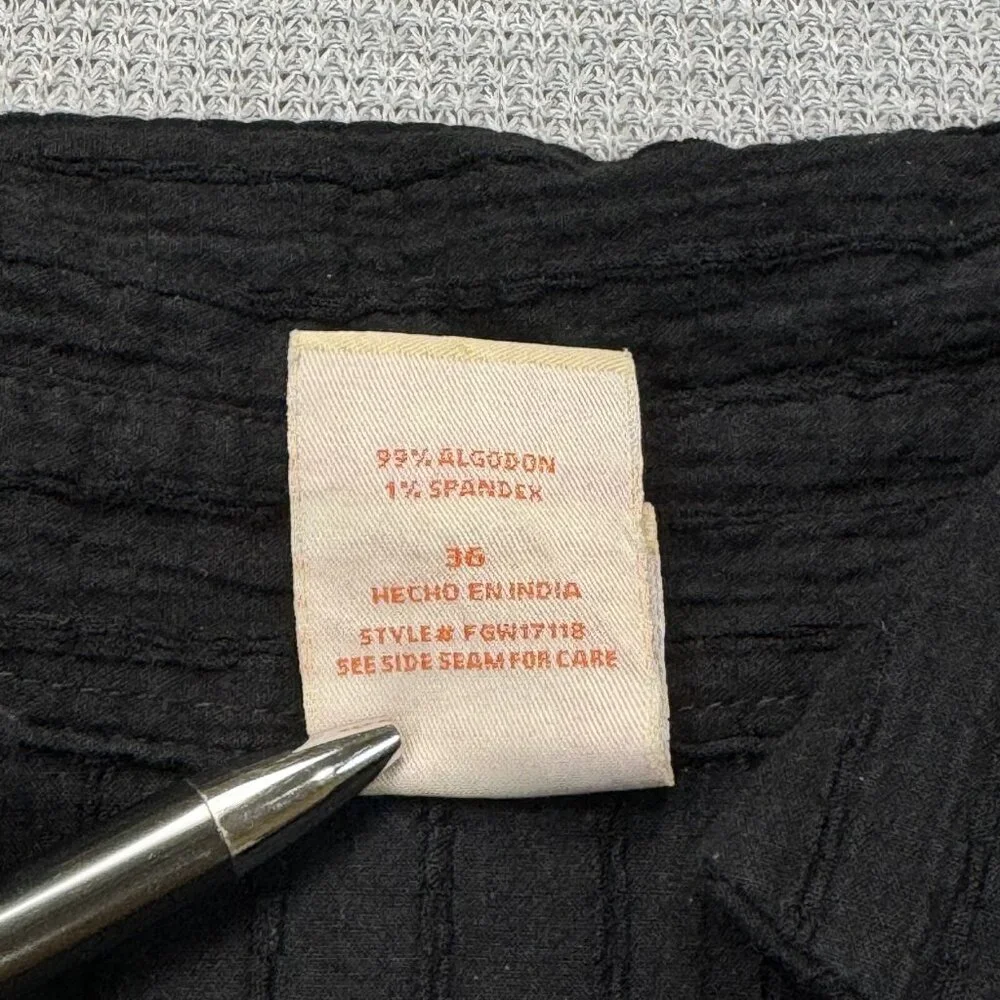 99% ALGODON
1% SPANDEX
36
HECHO EN INDIA
STYLE# FGW17118
SEE SIDE SEAM FOR CARE